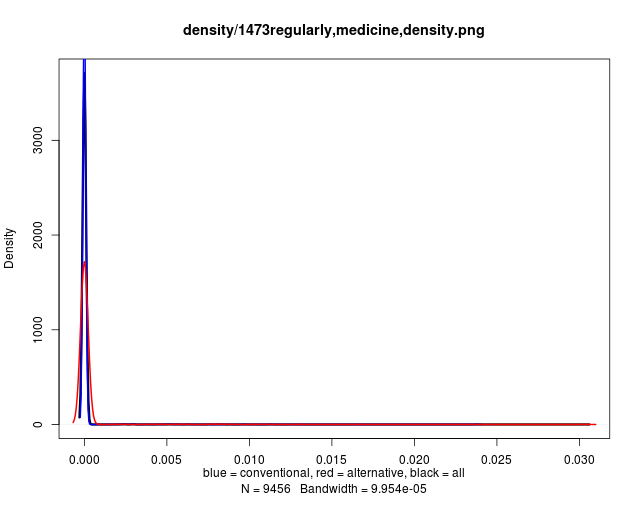 density/1473regularly,medicine,density.png
Density
3000
2000
1000
0
0.000 0.005 0.010 0.015 0.020 0.025 0.030
blue = conventional, red = alternative, black = all
N = 9456 Bandwidth = 9.954e-05